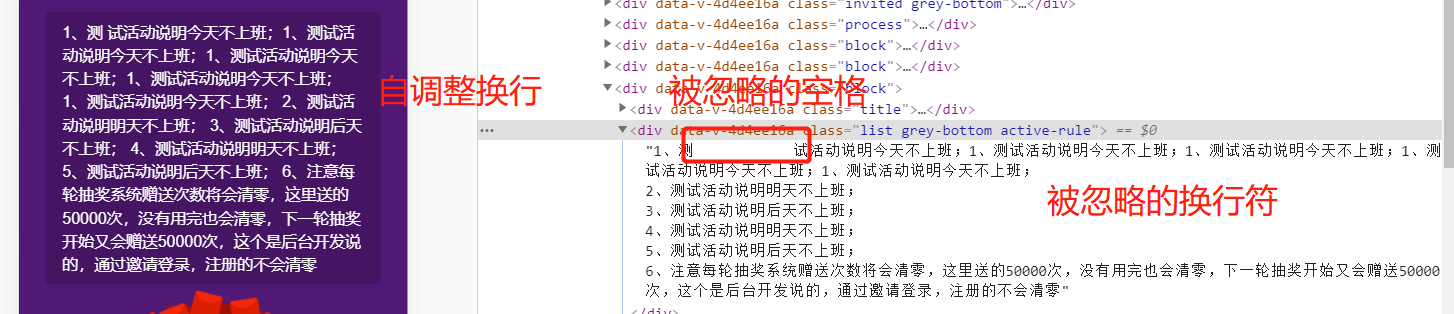 1、测 试活动说明今天不上班；1、测试活
动说明今天不上班；1、测试活动说明今天
不上班；1、测试活动说明今天不上班；
1、测试活动说明今天不上班； 2、测试活
动说明明天不上班； 3、测试活动说明后天
不上班； 4、测试活动说明明天不上班；
5、测试活动说明后天不上班； 6、注意每
轮抽奖系统赠送次数将会清零，这里送的
50000次，没有用完也会清零，下一轮抽奖
开始又会赠送50000次，这个是后台开发说
的，通过邀请登录，注册的不会清零
自调整换行
被忽略的空格
<div data-v-4d4ee16a class="invited grey-bottom">…</div>
<div data-v-4d4ee16a class="process">…</div>
<div data-v-4d4ee16a class="block">…</div>
<div data-v-4d4ee16a class="block">…</div>
<div data-v-4d4ee16a class="block">
<div data-v-4d4ee16a class="title">…</div>
<div data-v-4d4ee16a class="list grey-bottom active-rule"> == $0
"1、测 试活动说明今天不上班；1、测试活动说明今天不上班；1、测试活动说明今天不上班；1、测
试活动说明今天不上班；1、测试活动说明今天不上班；
2、测试活动说明明天不上班；
3、测试活动说明后天不上班；
4、测试活动说明明天不上班；
5、测试活动说明后天不上班；
6、注意每轮抽奖系统赠送次数将会清零，这里送的50000次，没有用完也会清零，下一轮抽奖开始又会赠送50000
次，这个是后台开发说的，通过邀请登录，注册的不会清零"
</div>
被忽略的换行符